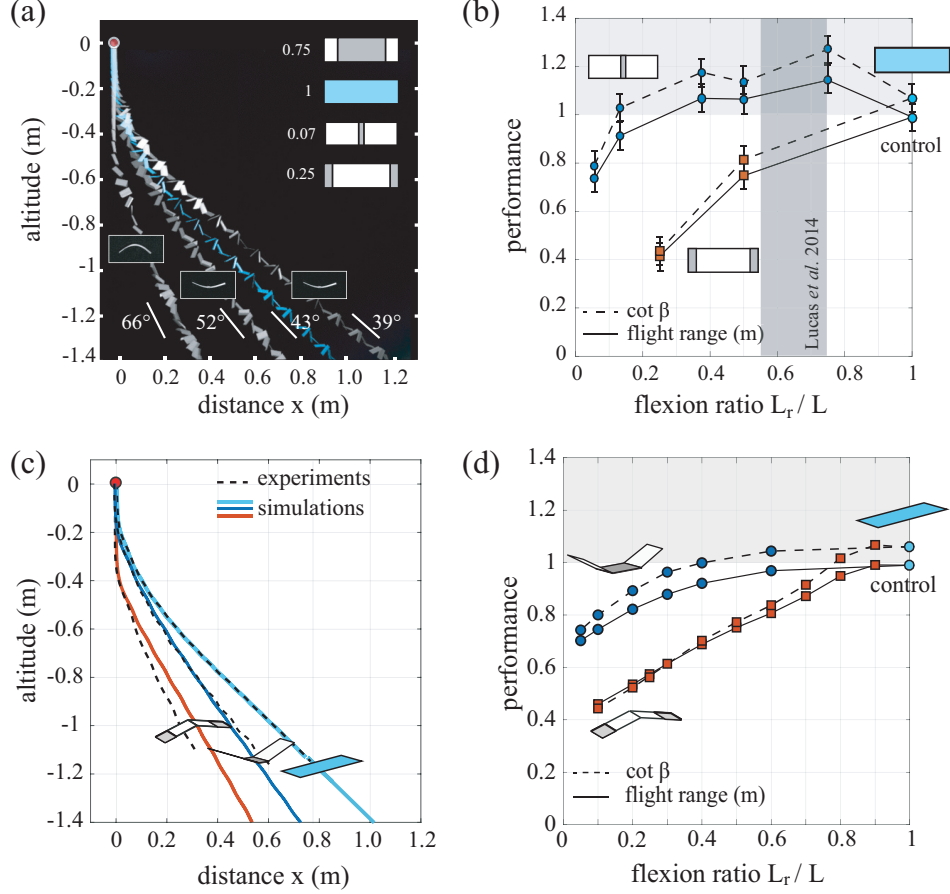 (a)
altitude (m)
0
-0.2
-0.4
-0.6
-0.8
-1
-1.2
-1.4
0.75
1
0.07
0.25
66°
52°
43°
39°
0 0.2 0.4 0.6 0.8 1.0 1.2
distance x (m)
(b)
performance
1.4
1.2
1.0
0.8
0.6
0.4
0.2
0
control
Lucas et al. 2014
cot β
flight range (m)
0 0.2 0.4 0.6 0.8 1
flexion ratio Lr / L
(c)
altitude (m)
0
-0.2
-0.4
-0.6
-0.8
-1
-1.2
-1.4
experiments
simulations
0 0.2 0.4 0.6 0.8 1.0 1.2
distance x (m)
(d)
performance
1.4
1.2
1.0
0.8
0.6
0.4
0.2
0
control
cot β
flight range (m)
0 0.2 0.4 0.6 0.8 1
flexion ratio Lr / L